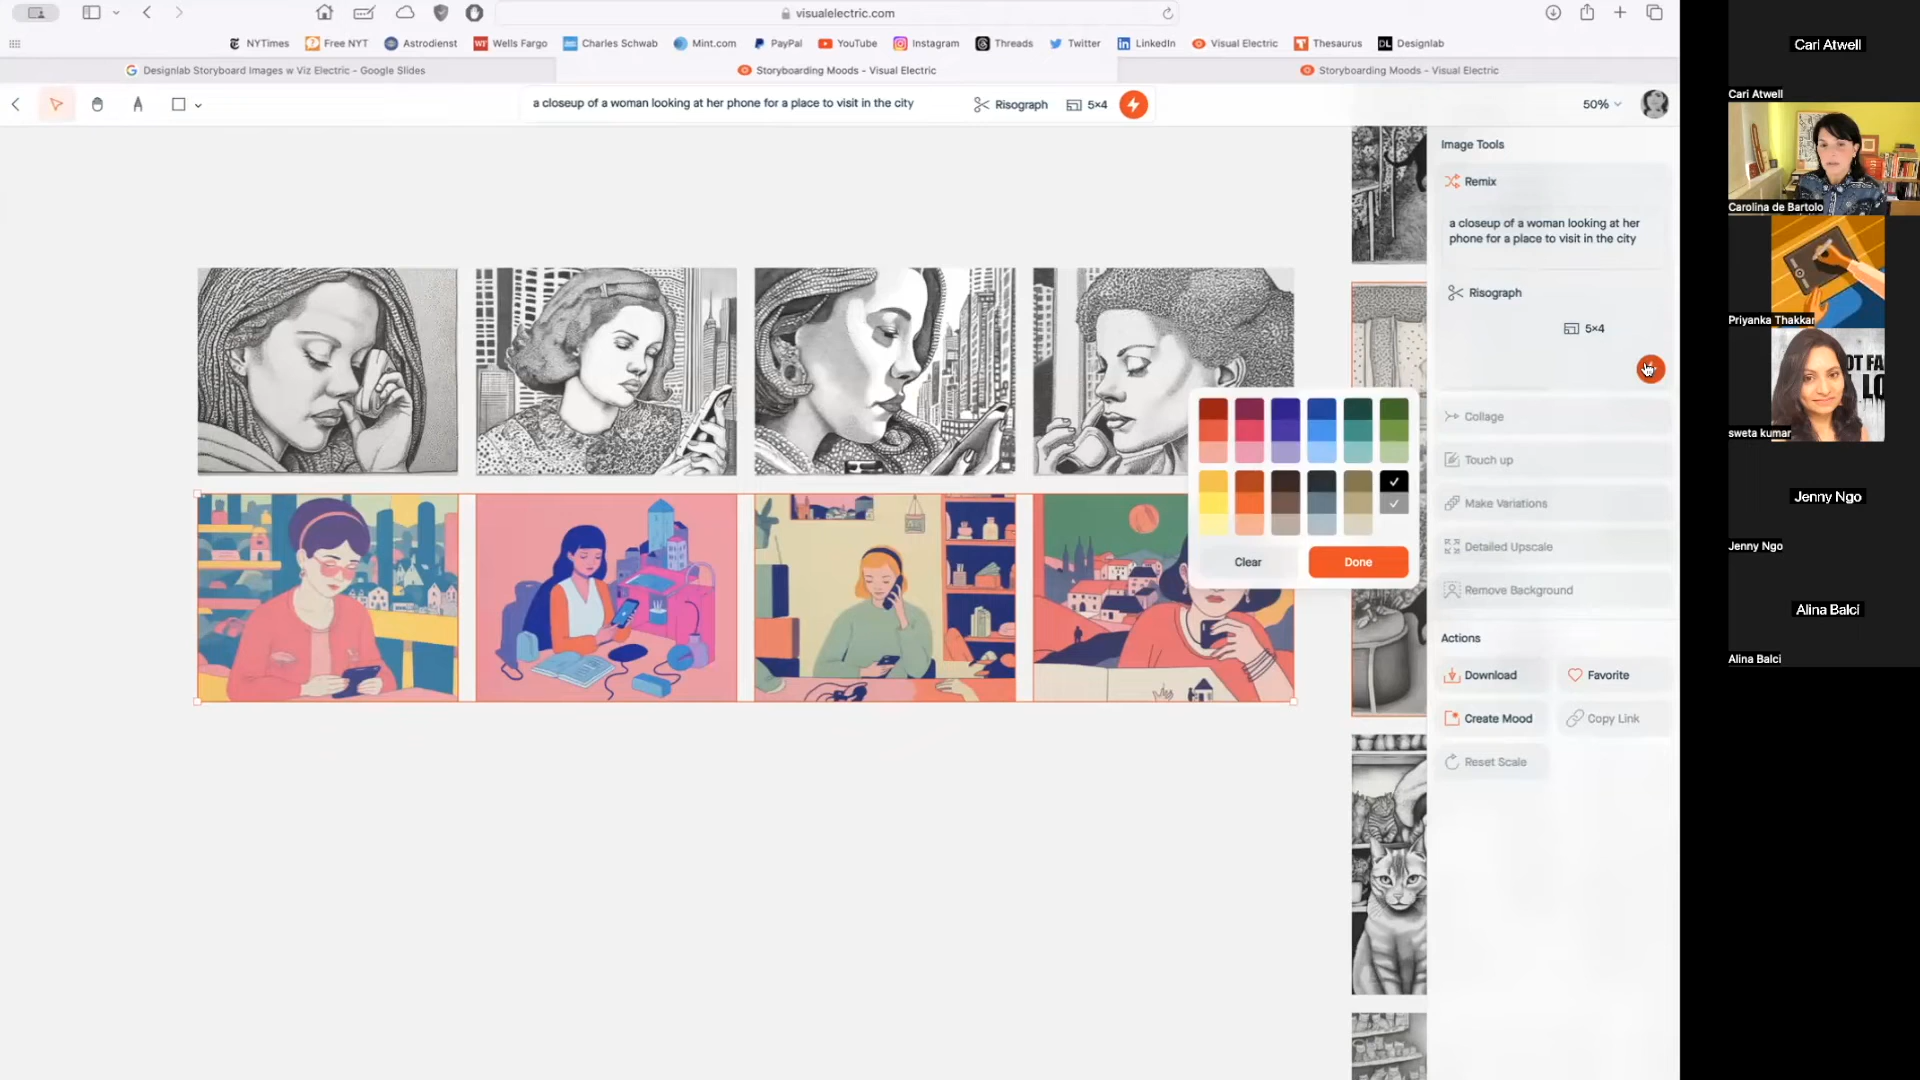 visualelectric.com
NYTimes
Free NYT
Astrodienst
Wells Fargo
Charles Schwab
Mint.com
PayPal
YouTube
Instagram
Threads
Twitter
LinkedIn
Visual Electric
Thesaurus
Designlab
Designlab Storyboard Images w Viz Electric - Google Slides
Storyboarding Moods - Visual Electric
Storyboarding Moods - Visual Electric
a closeup of a woman looking at her phone for a place to visit in the city
Risograph
5×4
50%
Image Tools
Remix
a closeup of a woman looking at her
phone for a place to visit in the city
Risograph
5×4
Collage
Touch up
Make Variations
Detailed Upscale
Remove Background
Clear
Done
Actions
Download
Favorite
Create Mood
Copy Link
Reset Scale
Cari Atwell
Cari Atwell
Carolina de Bartolo
Priyanka Thakkar
sweta kumar
Jenny Ngo
Jenny Ngo
Alina Balci
Alina Balci